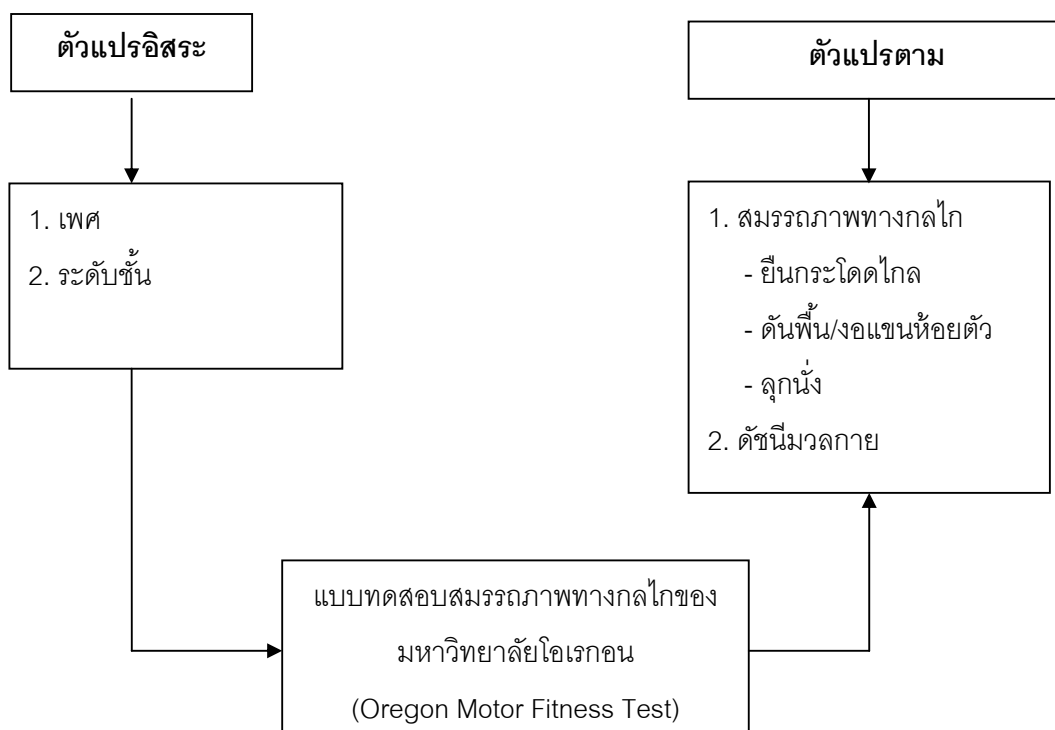 ตัวแปรอิสระ
ตัวแปรตาม
1. เพศ
2. ระดับชั้น
1. สมรรถภาพทางกลไก
- ยืนกระโดดไกล
- ดันพื้น/งอแขนห้อยตัว
- ลุกนั่ง
2. ดัชนีมวลกาย
แบบทดสอบสมรรถภาพทางกลไกของ
มหาวิทยาลัยโอเรกอน
(Oregon Motor Fitness Test)